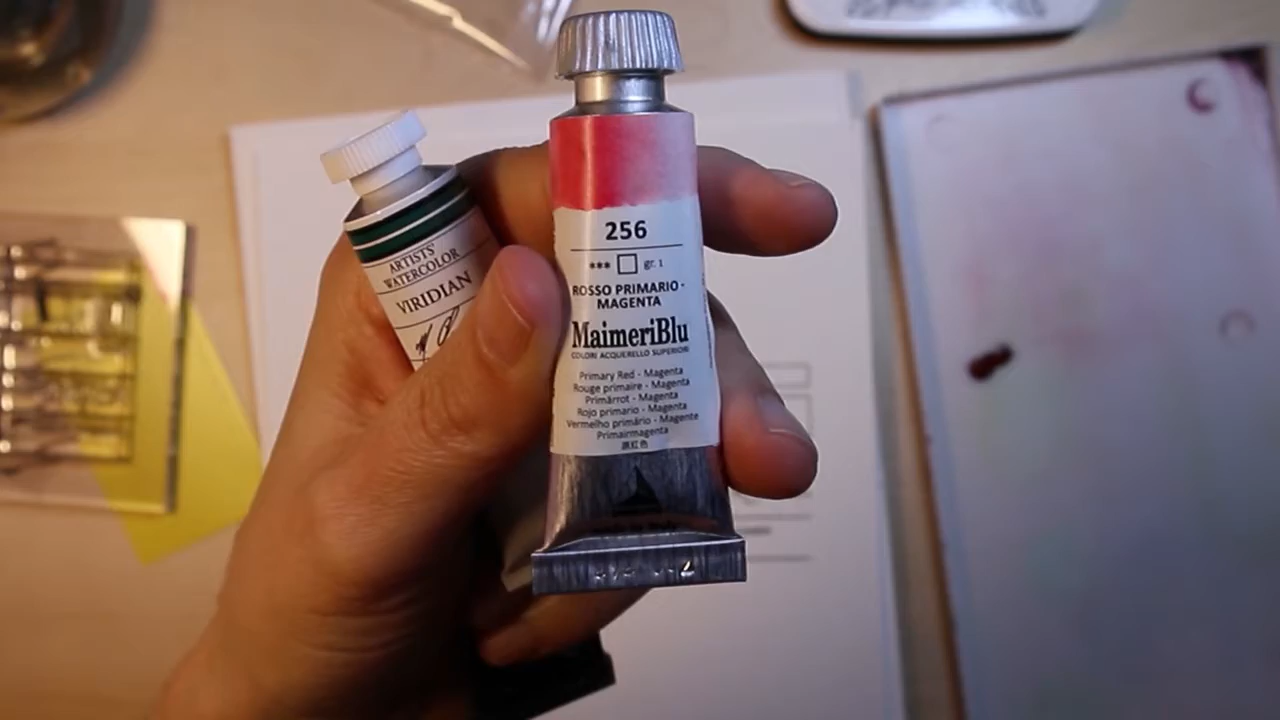 ARTISTS'
WATERCOLOR
VIRIDIAN
256
*** gr. 1
ROSSO PRIMARIO -
MAGENTA
MaimeriBlu
COLORI ACQUERELLO SUPERIORI
Primary Red - Magenta
Rouge primaire - Magenta
Primärrot - Magenta
Rojo primario - Magenta
Vermelho primário - Magente
Primairmagenta